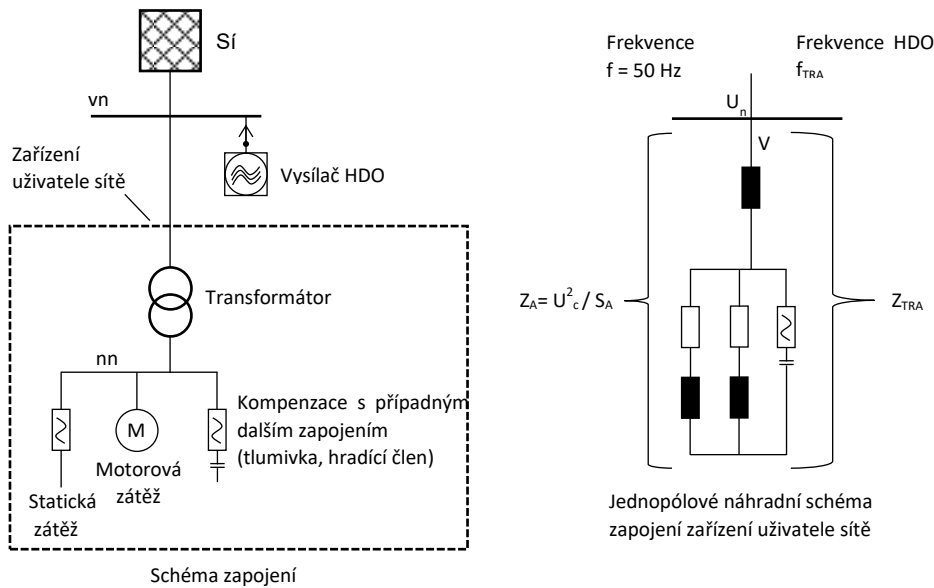 Sí
vn
Zařízení
uživatele sítě
Vysílač HDO
Transformátor
nn
M
Motorová
zátěž
Statická
zátěž
Kompenzace s případným
dalším zapojením
(tlumivka, hradící člen)
Schéma zapojení
Frekvence
f = 50 Hz
Frekvence HDO
fTRA
Un
V
ZA= U²c / SA
ZTRA
Jednopólové náhradní schéma
zapojení zařízení uživatele sítě